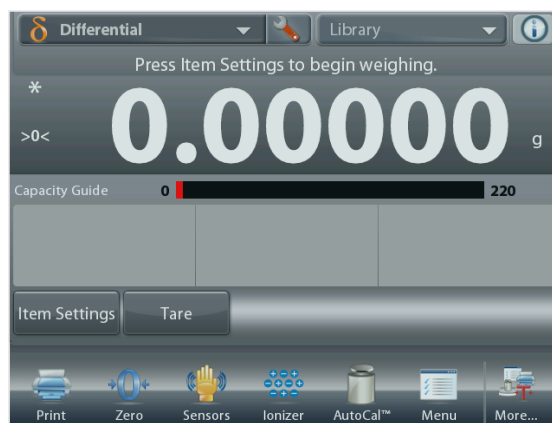 δ Differential Library
Press Item Settings to begin weighing.
*
>0< 0.00000 g
Capacity Guide 0 220
Item Settings Tare
Print Zero Sensors Ionizer AutoCal™ Menu More...